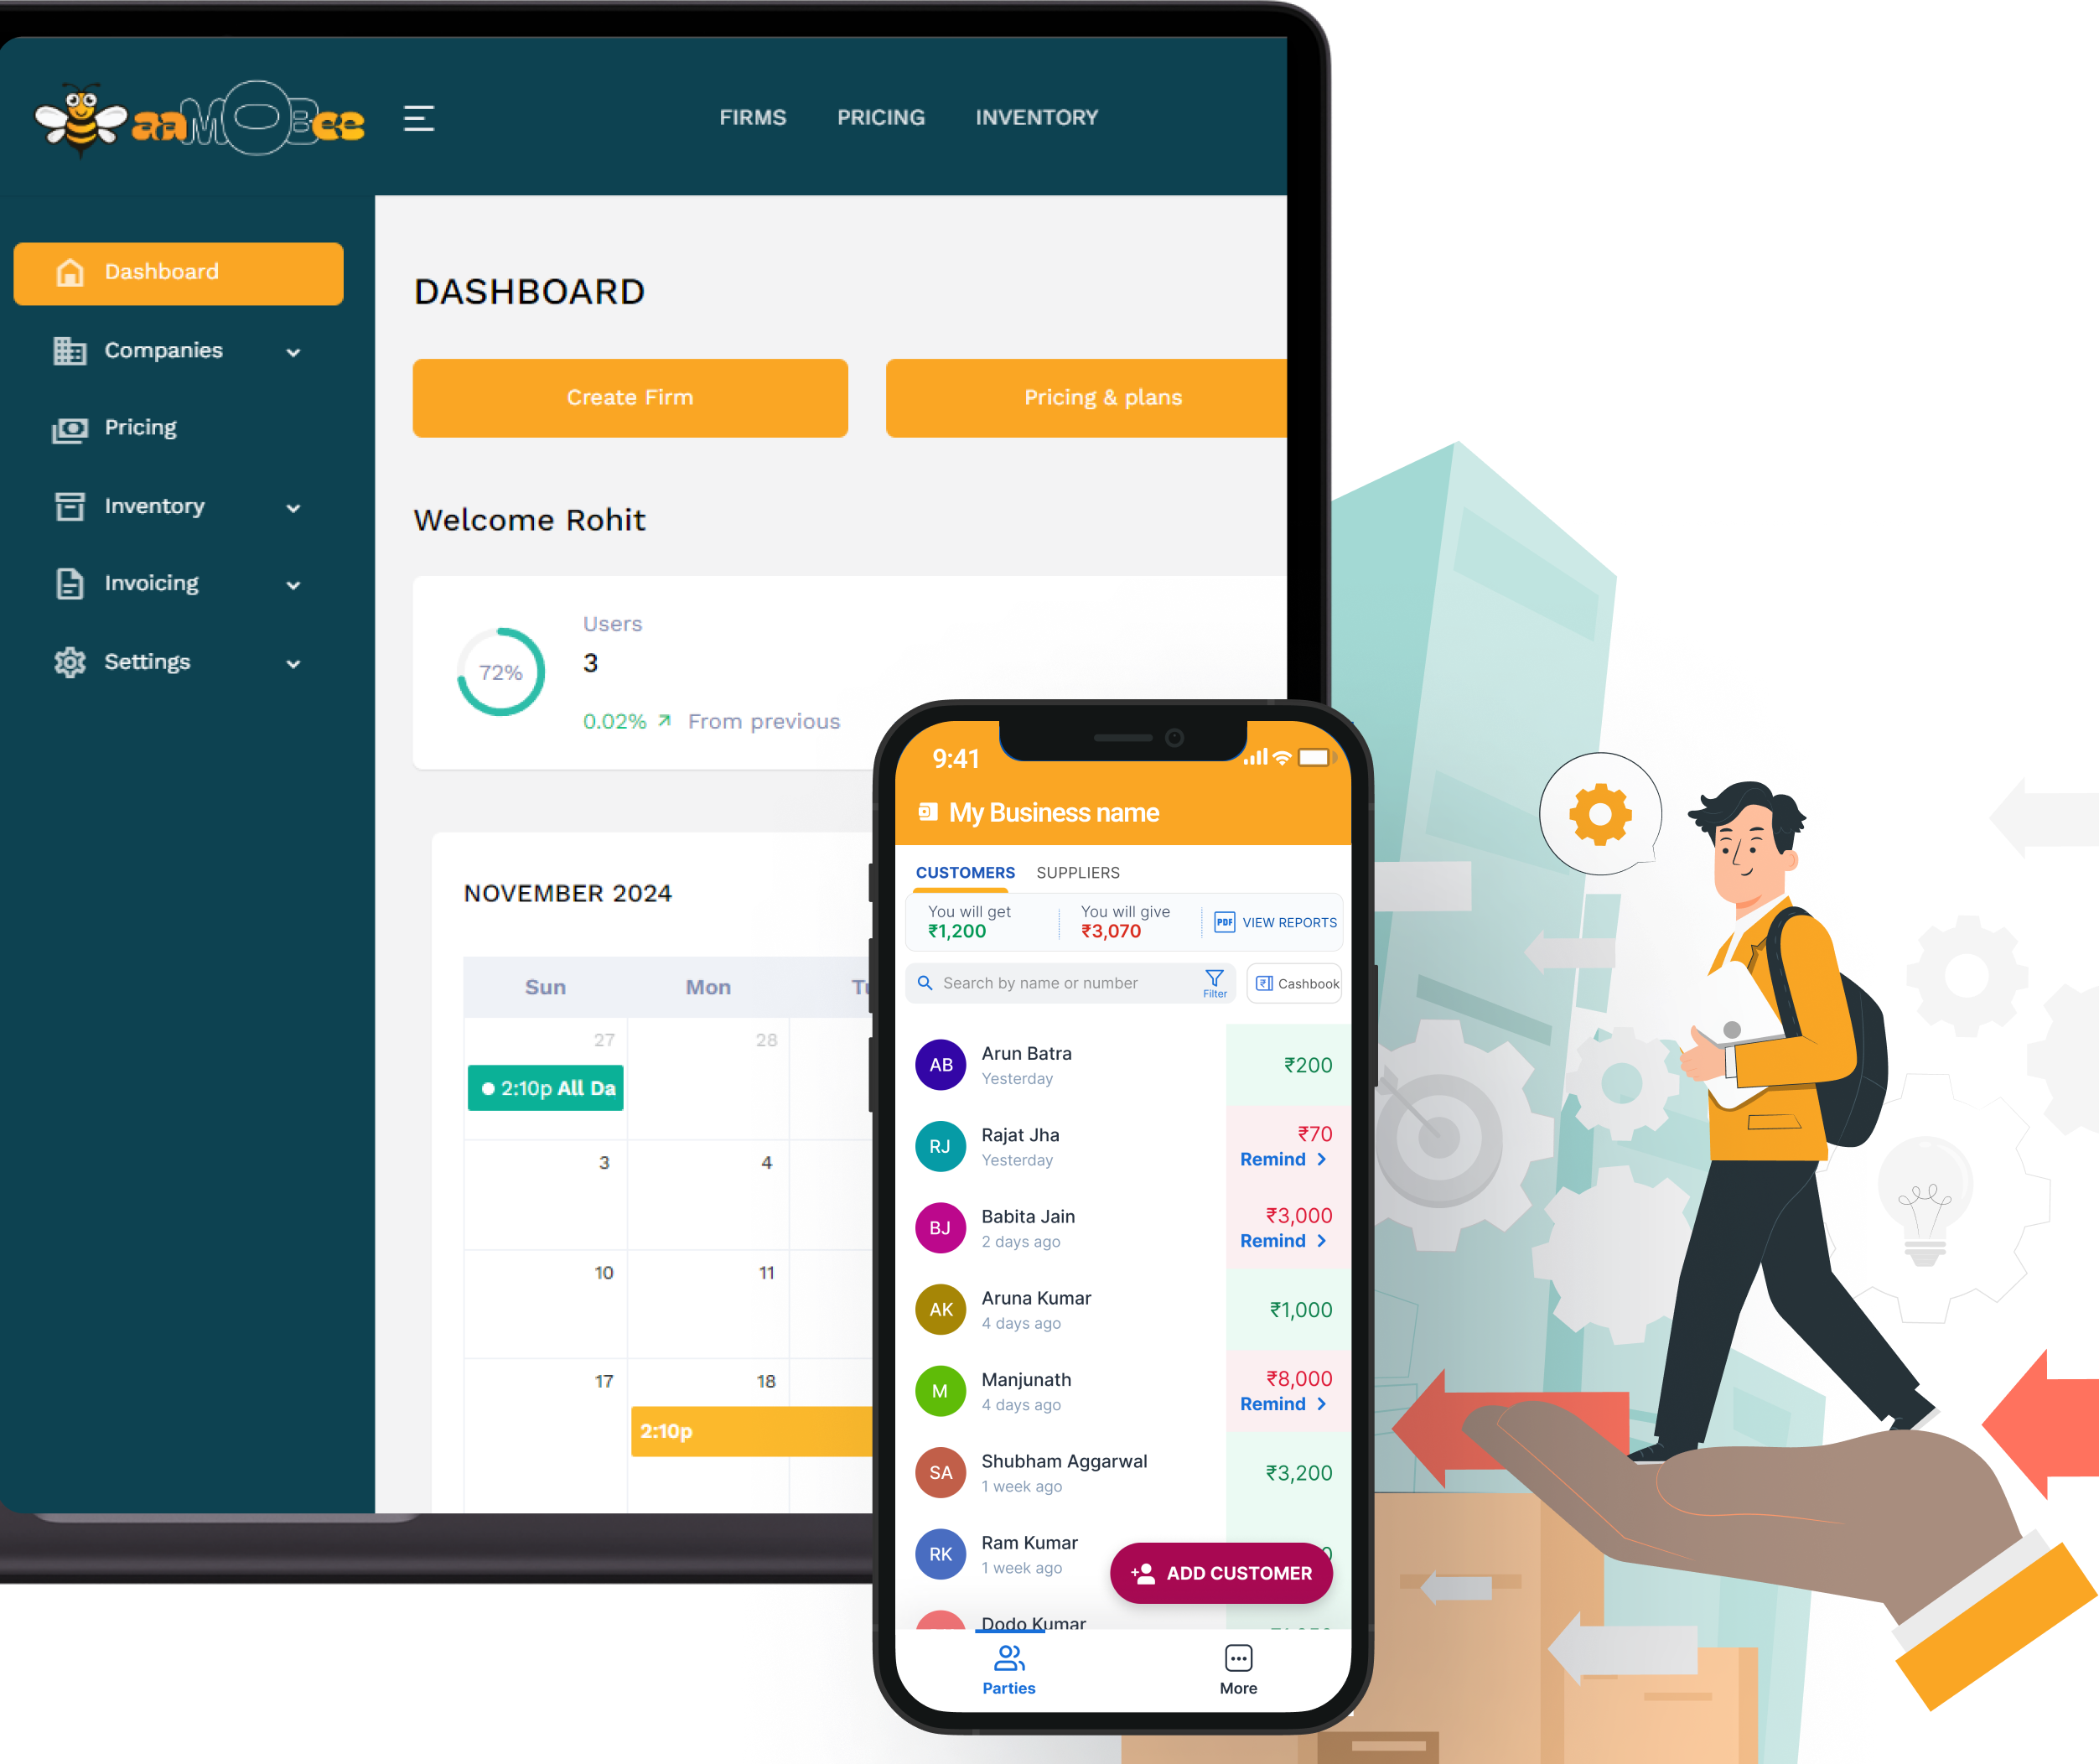 aaMOBee
FIRMS PRICING INVENTORY
Dashboard
Companies
Pricing
Inventory
Invoicing
Settings
DASHBOARD
Create Firm Pricing & plans
Welcome Rohit
72%
Users
3
0.02% From previous
NOVEMBER 2024
Sun Mon
27 28
2:10p All Da
3 4
10 11
17 18
2:10p
9:41
My Business name
CUSTOMERS SUPPLIERS
You will get You will give
₹1,200 ₹3,070 PDF VIEW REPORTS
Search by name or number Filter ₹ Cashbook
AB Arun Batra ₹200
Yesterday
RJ Rajat Jha ₹70
Yesterday Remind
BJ Babita Jain ₹3,000
2 days ago Remind
AK Aruna Kumar ₹1,000
4 days ago
M Manjunath ₹8,000
4 days ago Remind
SA Shubham Aggarwal ₹3,200
1 week ago
RK Ram Kumar
1 week ago
ADD CUSTOMER
Dodo Kumar
Parties More